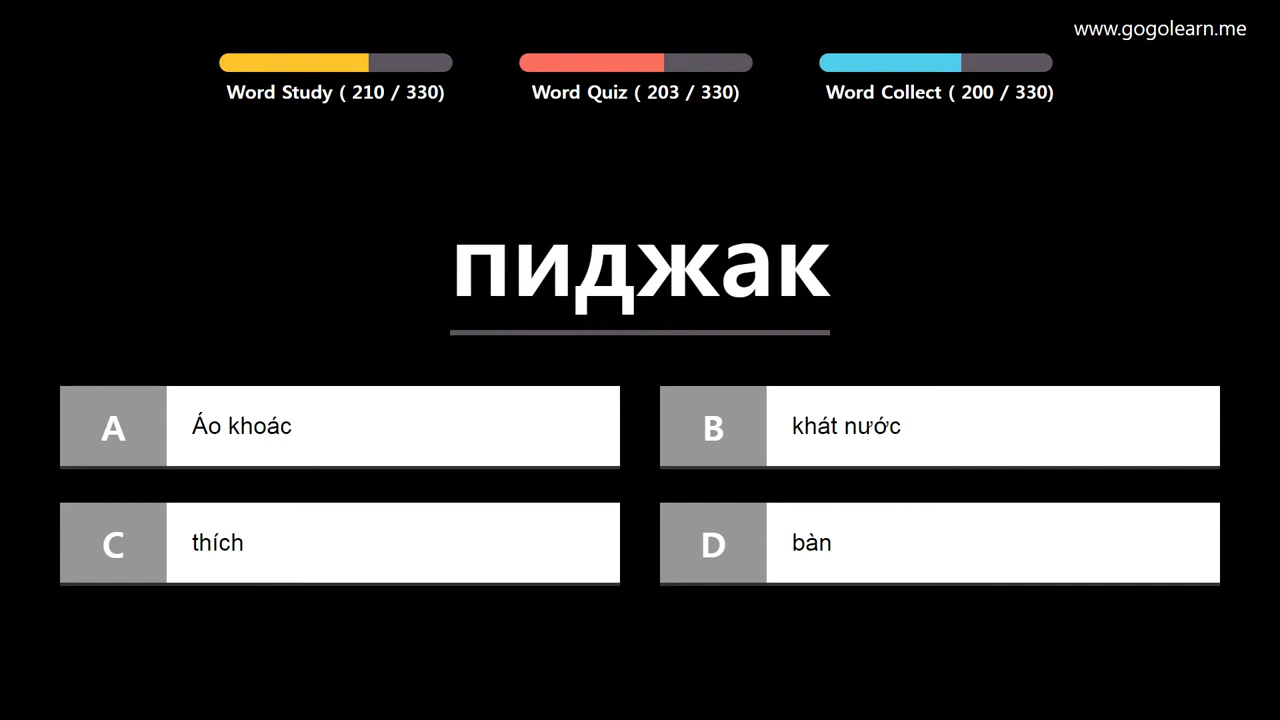 www.gogolearn.me
Word Study ( 210 / 330)
Word Quiz ( 203 / 330)
Word Collect ( 200 / 330)
пиджак
A Áo khoác
B khát nước
C thích
D bàn